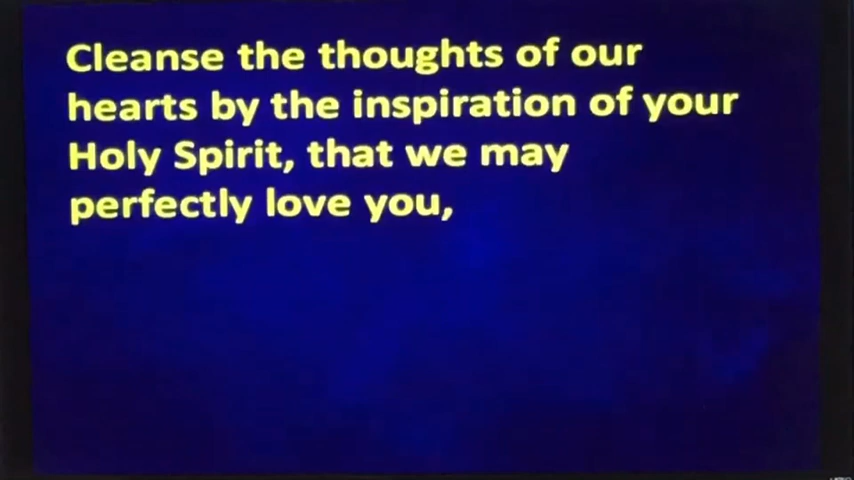 Cleanse the thoughts of our
hearts by the inspiration of your
Holy Spirit, that we may
perfectly love you,